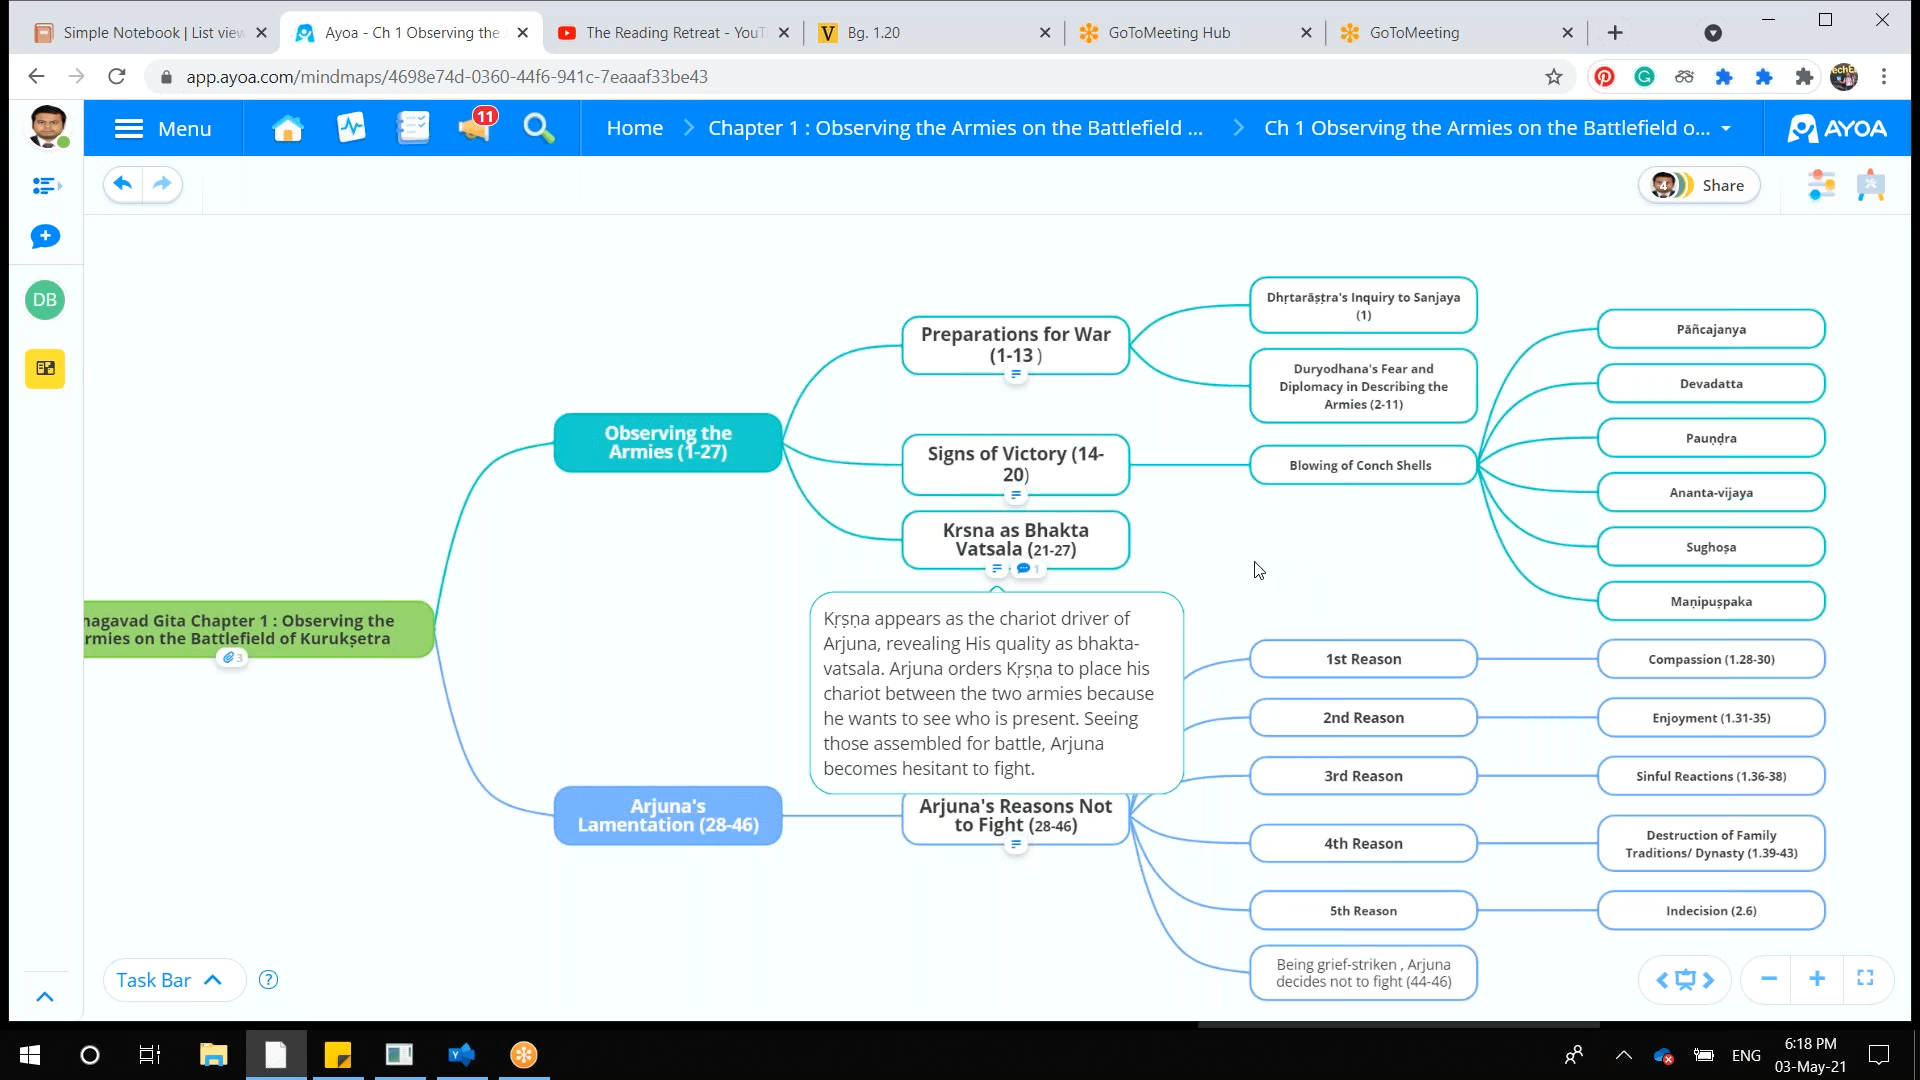 Simple Notebook | List view
Ayoa - Ch 1 Observing the A
The Reading Retreat - YouT
Bg. 1.20
GoToMeeting Hub
GoToMeeting
app.ayoa.com/mindmaps/4698e74d-0360-44f6-941c-7eaaaf33be43
Menu
11
Home
Chapter 1 : Observing the Armies on the Battlefield ...
Ch 1 Observing the Armies on the Battlefield o...
AYOA
4
Share
DB
Dhṛtarāṣṭra's Inquiry to Sanjaya
(1)
Preparations for War
(1-13 )
Pāñcajanya
Duryodhana's Fear and
Diplomacy in Describing the
Armies (2-11)
Devadatta
Observing the
Armies (1-27)
Pauṇḍra
Signs of Victory (14-
20)
Blowing of Conch Shells
Ananta-vijaya
Krsna as Bhakta
Vatsala (21-27)
1
Sughoṣa
Maṇipuṣpaka
hagavad Gita Chapter 1 : Observing the
rmies on the Battlefield of Kurukṣetra
3
Kṛṣṇa appears as the chariot driver of
Arjuna, revealing His quality as bhakta-
vatsala. Arjuna orders Kṛṣṇa to place his
chariot between the two armies because
he wants to see who is present. Seeing
those assembled for battle, Arjuna
becomes hesitant to fight.
1st Reason
Compassion (1.28-30)
2nd Reason
Enjoyment (1.31-35)
3rd Reason
Sinful Reactions (1.36-38)
Arjuna's
Lamentation (28-46)
Arjuna's Reasons Not
to Fight (28-46)
4th Reason
Destruction of Family
Traditions/ Dynasty (1.39-43)
5th Reason
Indecision (2.6)
Being grief-striken , Arjuna
decides not to fight (44-46)
Task Bar
?
ENG
6:18 PM
03-May-21